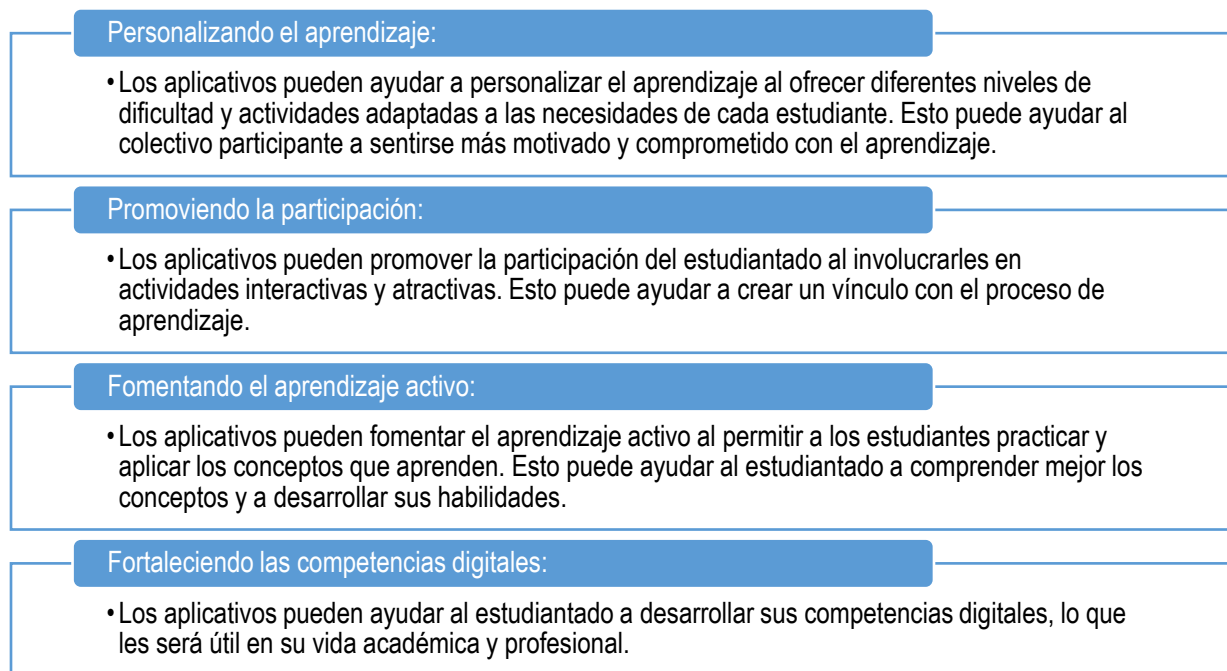 Personalizando el aprendizaje:
• Los aplicativos pueden ayudar a personalizar el aprendizaje al ofrecer diferentes niveles de
dificultad y actividades adaptadas a las necesidades de cada estudiante. Esto puede ayudar al
colectivo participante a sentirse más motivado y comprometido con el aprendizaje.
Promoviendo la participación:
• Los aplicativos pueden promover la participación del estudiantado al involucrarles en
actividades interactivas y atractivas. Esto puede ayudar a crear un vínculo con el proceso de
aprendizaje.
Fomentando el aprendizaje activo:
• Los aplicativos pueden fomentar el aprendizaje activo al permitir a los estudiantes practicar y
aplicar los conceptos que aprenden. Esto puede ayudar al estudiantado a comprender mejor los
conceptos y a desarrollar sus habilidades.
Fortaleciendo las competencias digitales:
• Los aplicativos pueden ayudar al estudiantado a desarrollar sus competencias digitales, lo que
les será útil en su vida académica y profesional.